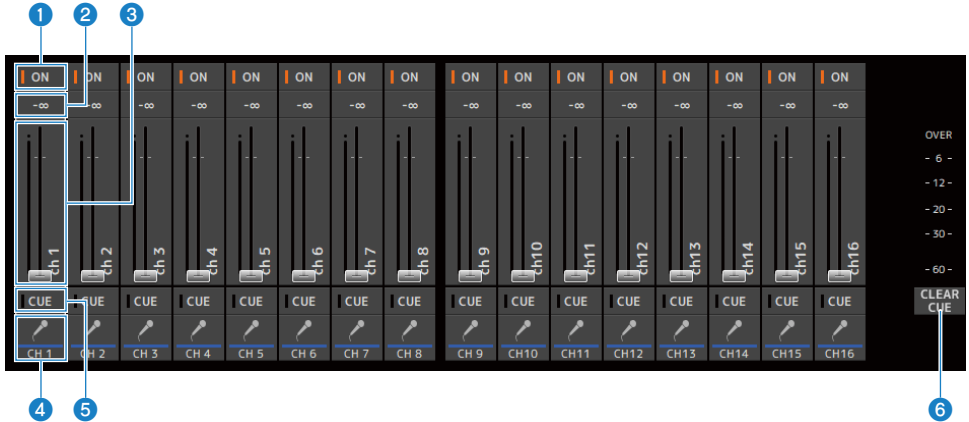 1 2 3
ON ON ON ON ON ON ON ON ON ON ON ON ON ON ON ON
-∞ -∞ -∞ -∞ -∞ -∞ -∞ -∞ -∞ -∞ -∞ -∞ -∞ -∞ -∞ -∞
OVER
- 6 -
-12-
-20-
-30-
-60-
ch 1 ch 2 ch 3 ch 4 ch 5 ch 6 ch 7 ch 8 ch 9 ch10 ch11 ch12 ch13 ch14 ch15 ch16
CUE CUE CUE CUE CUE CUE CUE CUE CUE CUE CUE CUE CUE CUE CUE CUE
CLEAR
CUE
CH 1 CH 2 CH 3 CH 4 CH 5 CH 6 CH 7 CH 8 CH 9 CH10 CH11 CH12 CH13 CH14 CH15 CH16
4 5 6